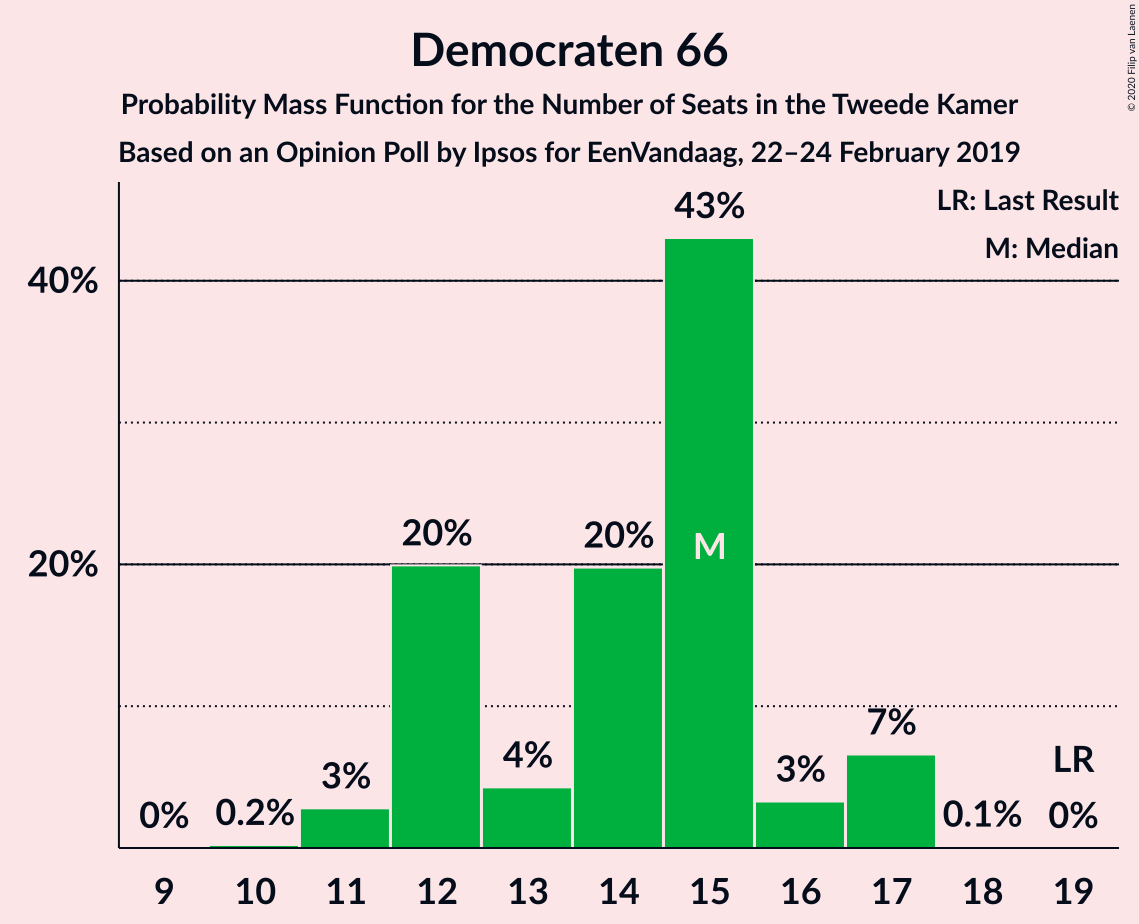 Democraten 66
Probability Mass Function for the Number of Seats in the Tweede Kamer
Based on an Opinion Poll by Ipsos for EenVandaag, 22–24 February 2019
© 2020 Filip van Laenen
LR: Last Result
M: Median
43%
40%
20%
20%
M
20%
7%
4%
3%
3%
LR
0%
0.2%
0.1%
0%
9 10 11 12 13 14 15 16 17 18 19